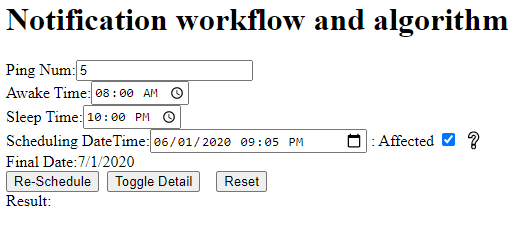 Notification workflow and algorithm
Ping Num: 5
Awake Time: 08:00 AM
Sleep Time: 10:00 PM
Scheduling DateTime: 06/01/2020 09:05 PM : Affected ?
Final Date:7/1/2020
Re-Schedule Toggle Detail Reset
Result: